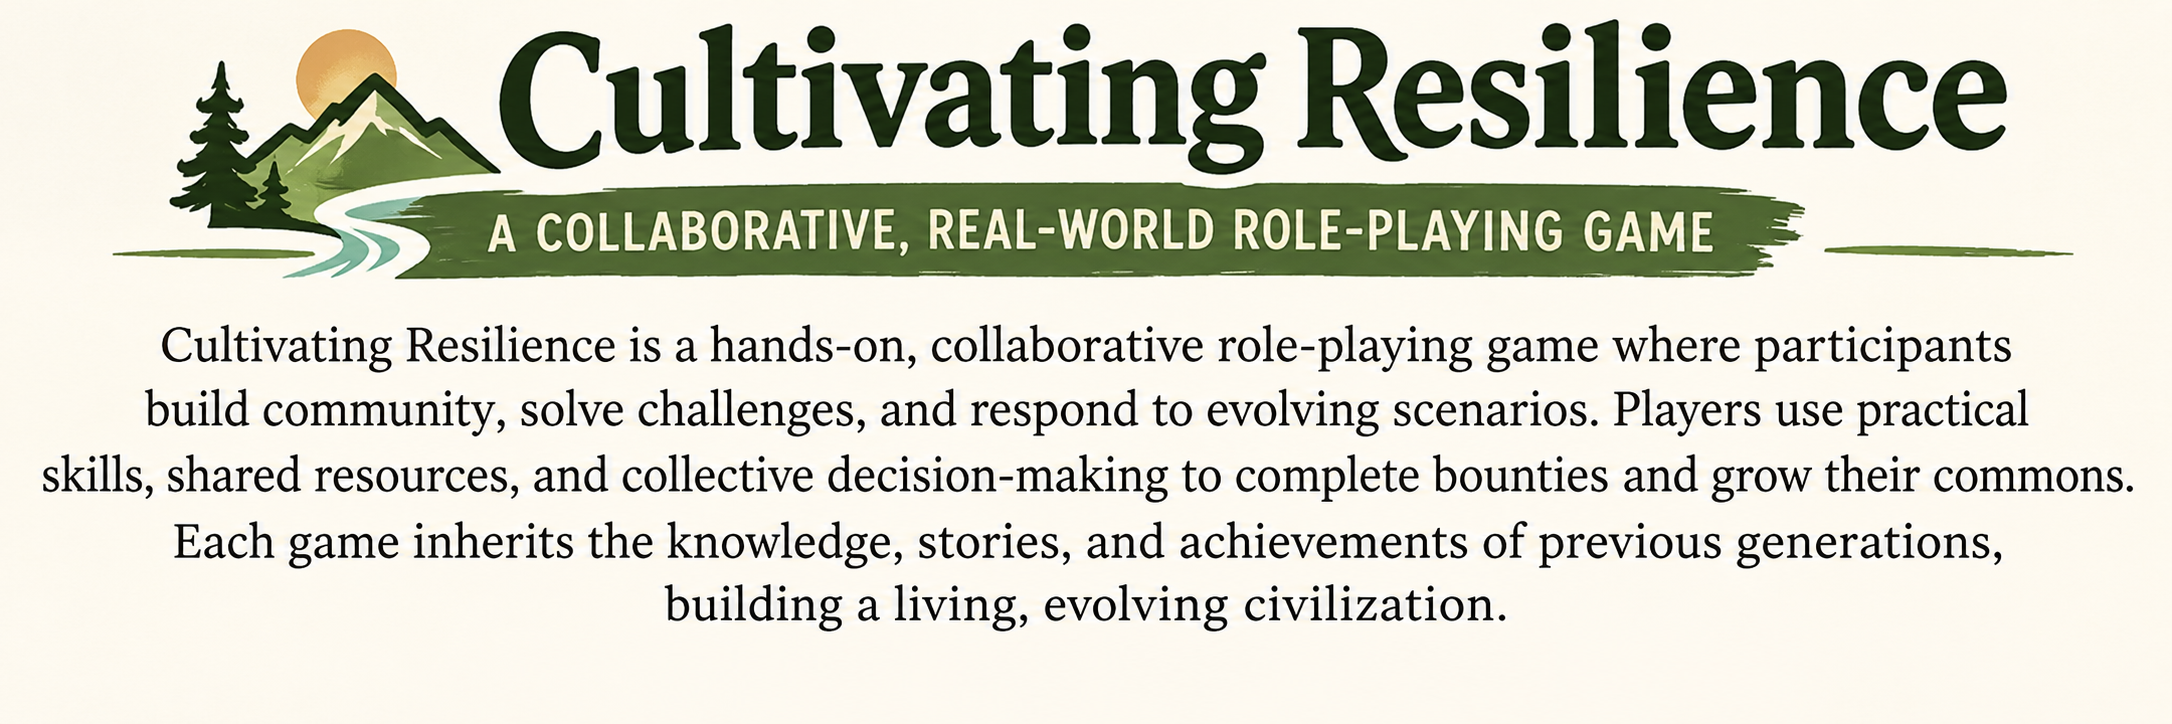 Cultivating Resilience
A COLLABORATIVE, REAL-WORLD ROLE-PLAYING GAME
Cultivating Resilience is a hands-on, collaborative role-playing game where participants
build community, solve challenges, and respond to evolving scenarios. Players use practical
skills, shared resources, and collective decision-making to complete bounties and grow their commons.
Each game inherits the knowledge, stories, and achievements of previous generations,
building a living, evolving civilization.